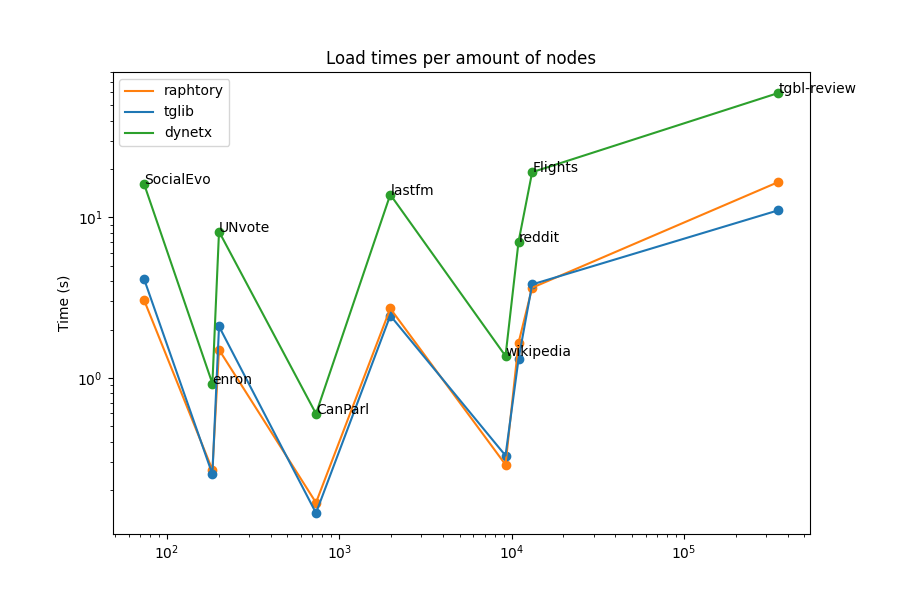 Load times per amount of nodes
raphtory
tglib
dynetx
tgbl-review
SocialEvo
lastfm
Flights
UNvote
reddit
wikipedia
enron
CanParl
Time (s)
10¹
10⁰
10²
10³
10⁴
10⁵